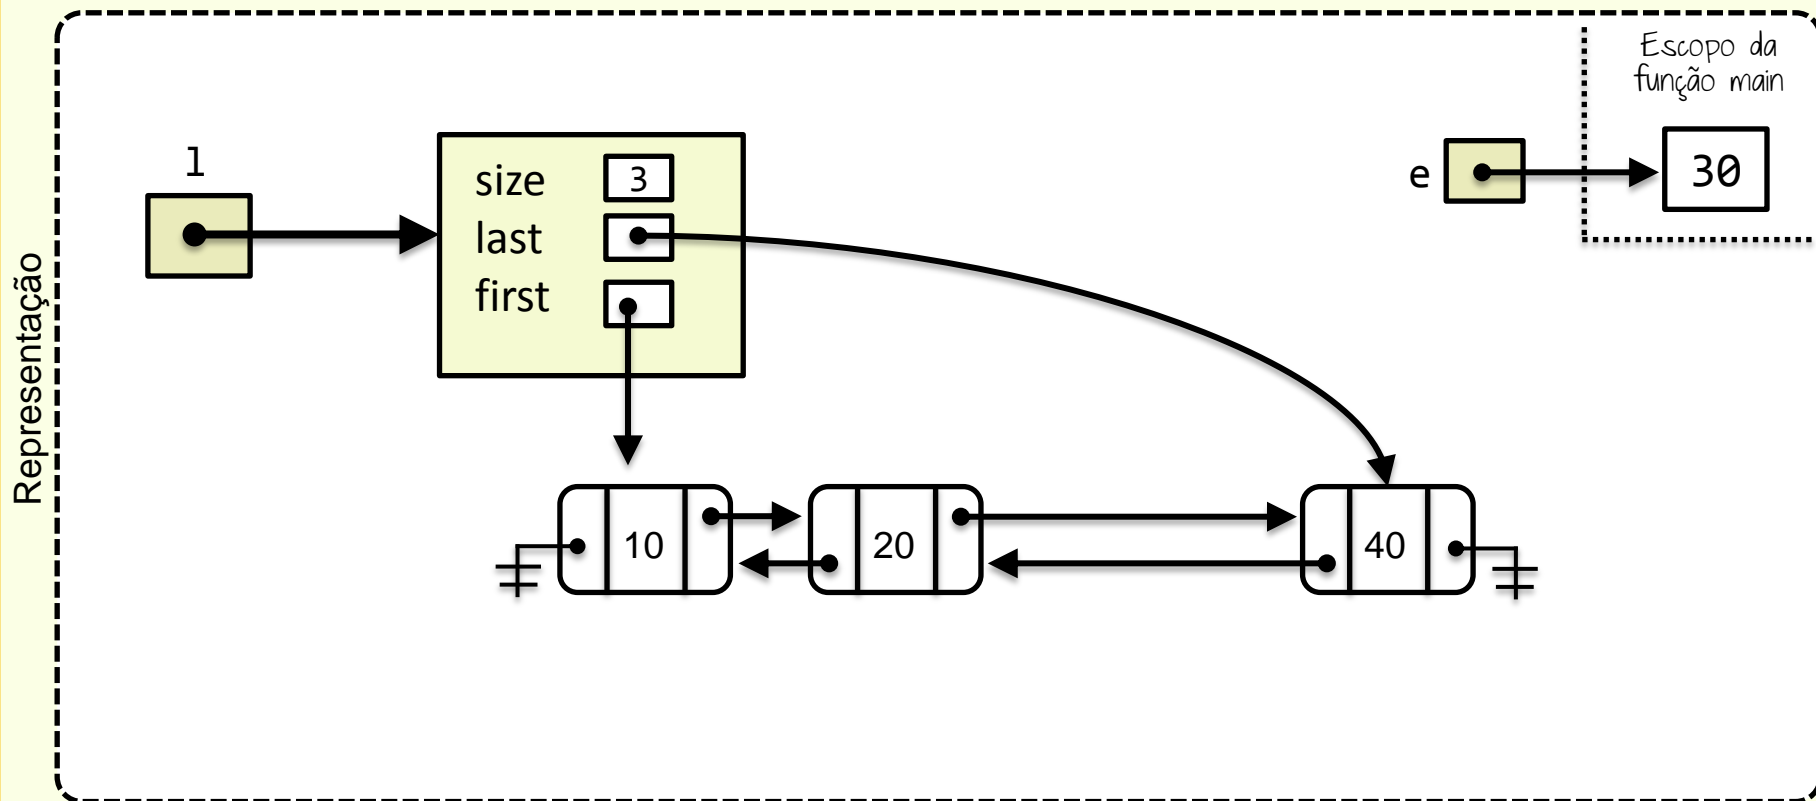 Representação
Escopo da
função main
l
size 3
last
first
e
30
10
20
40